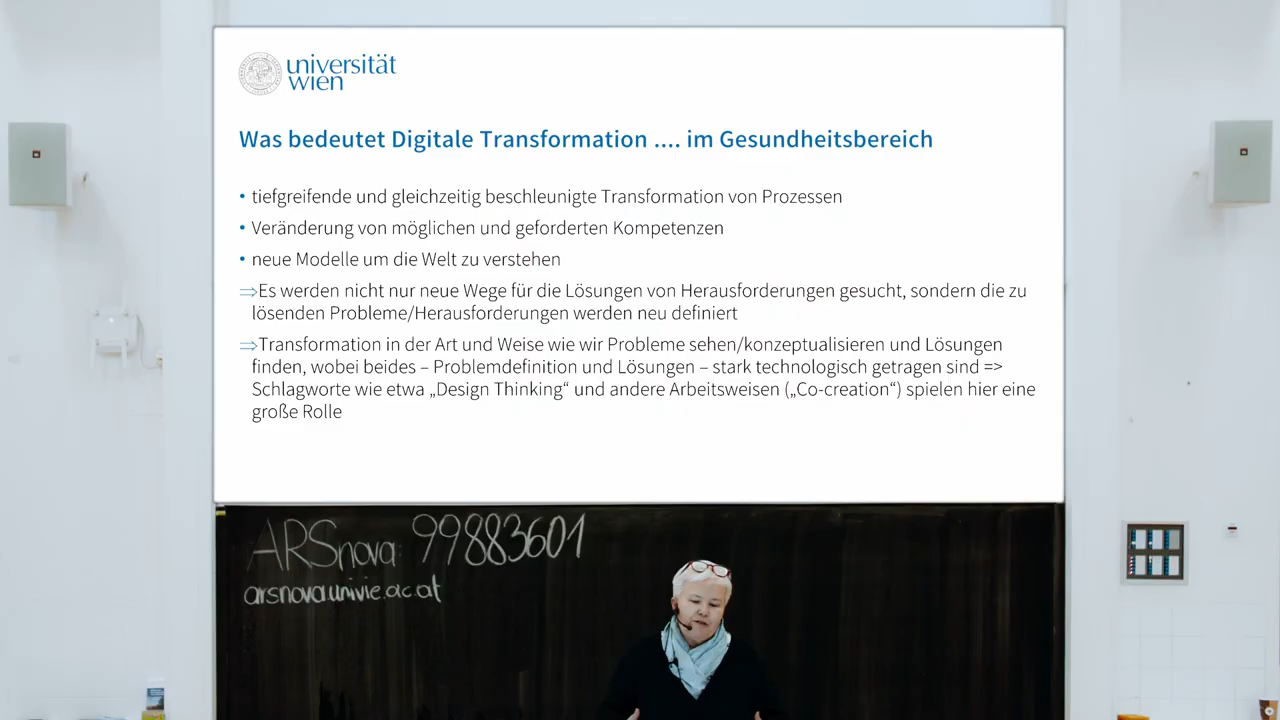 universität
wien
Was bedeutet Digitale Transformation .... im Gesundheitsbereich
• tiefgreifende und gleichzeitig beschleunigte Transformation von Prozessen
• Veränderung von möglichen und geforderten Kompetenzen
• neue Modelle um die Welt zu verstehen
⇒Es werden nicht nur neue Wege für die Lösungen von Herausforderungen gesucht, sondern die zu
lösenden Probleme/Herausforderungen werden neu definiert
⇒Transformation in der Art und Weise wie wir Probleme sehen/konzeptualisieren und Lösungen
finden, wobei beides – Problemdefinition und Lösungen – stark technologisch getragen sind =>
Schlagworte wie etwa „Design Thinking“ und andere Arbeitsweisen („Co-creation“) spielen hier eine
große Rolle
ARSnova: 99883601
arsnova.univie.ac.at